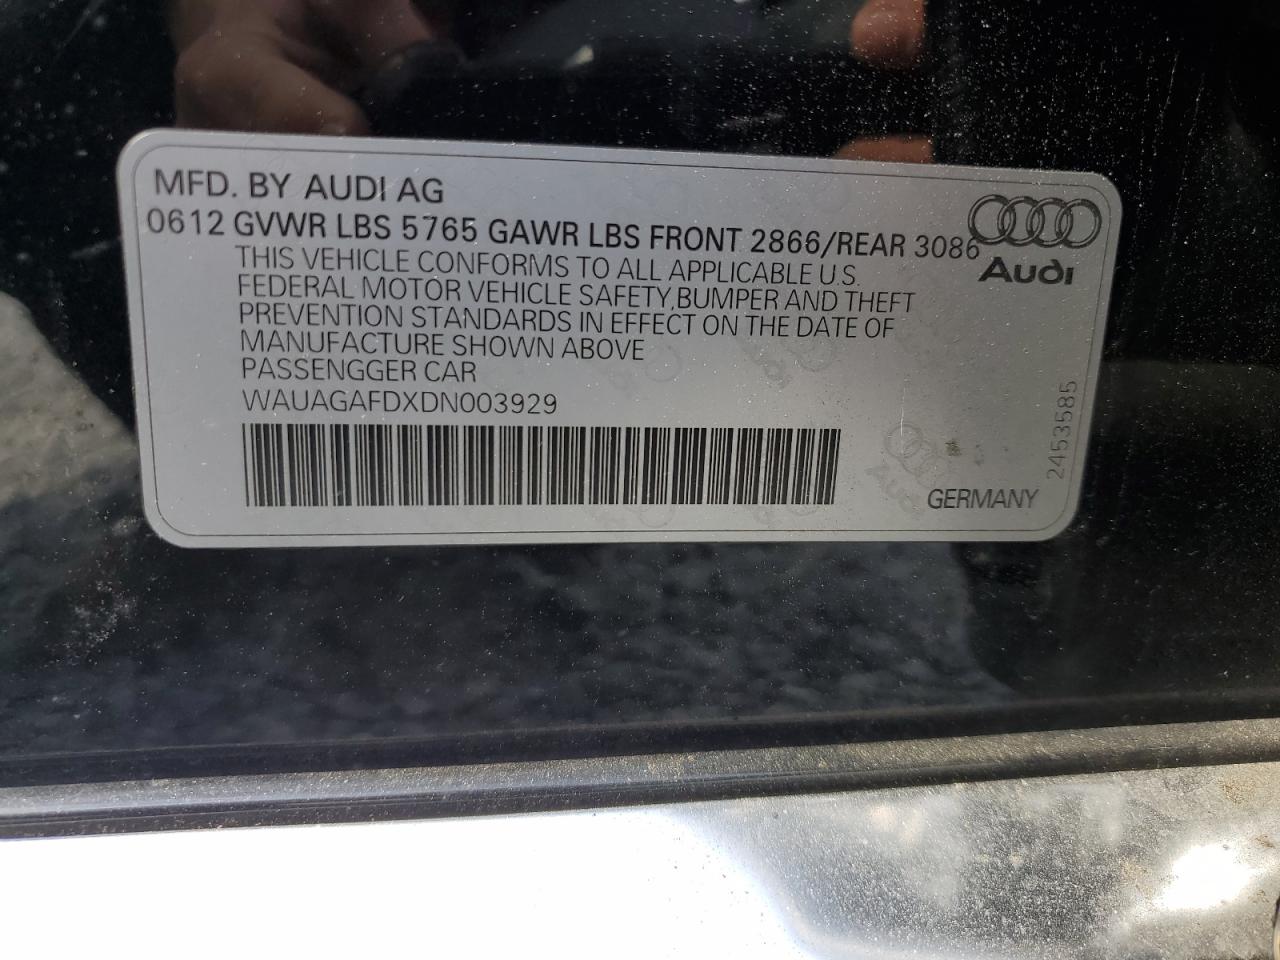 MFD. BY AUDI AG
0612 GVWR LBS 5765 GAWR LBS FRONT 2866/REAR 3086
THIS VEHICLE CONFORMS TO ALL APPLICABLE U.S.
FEDERAL MOTOR VEHICLE SAFETY,BUMPER AND THEFT
PREVENTION STANDARDS IN EFFECT ON THE DATE OF
MANUFACTURE SHOWN ABOVE
PASSENGGER CAR
WAUAGAFDXDN003929
Audi
2453585
Audi
GERMANY